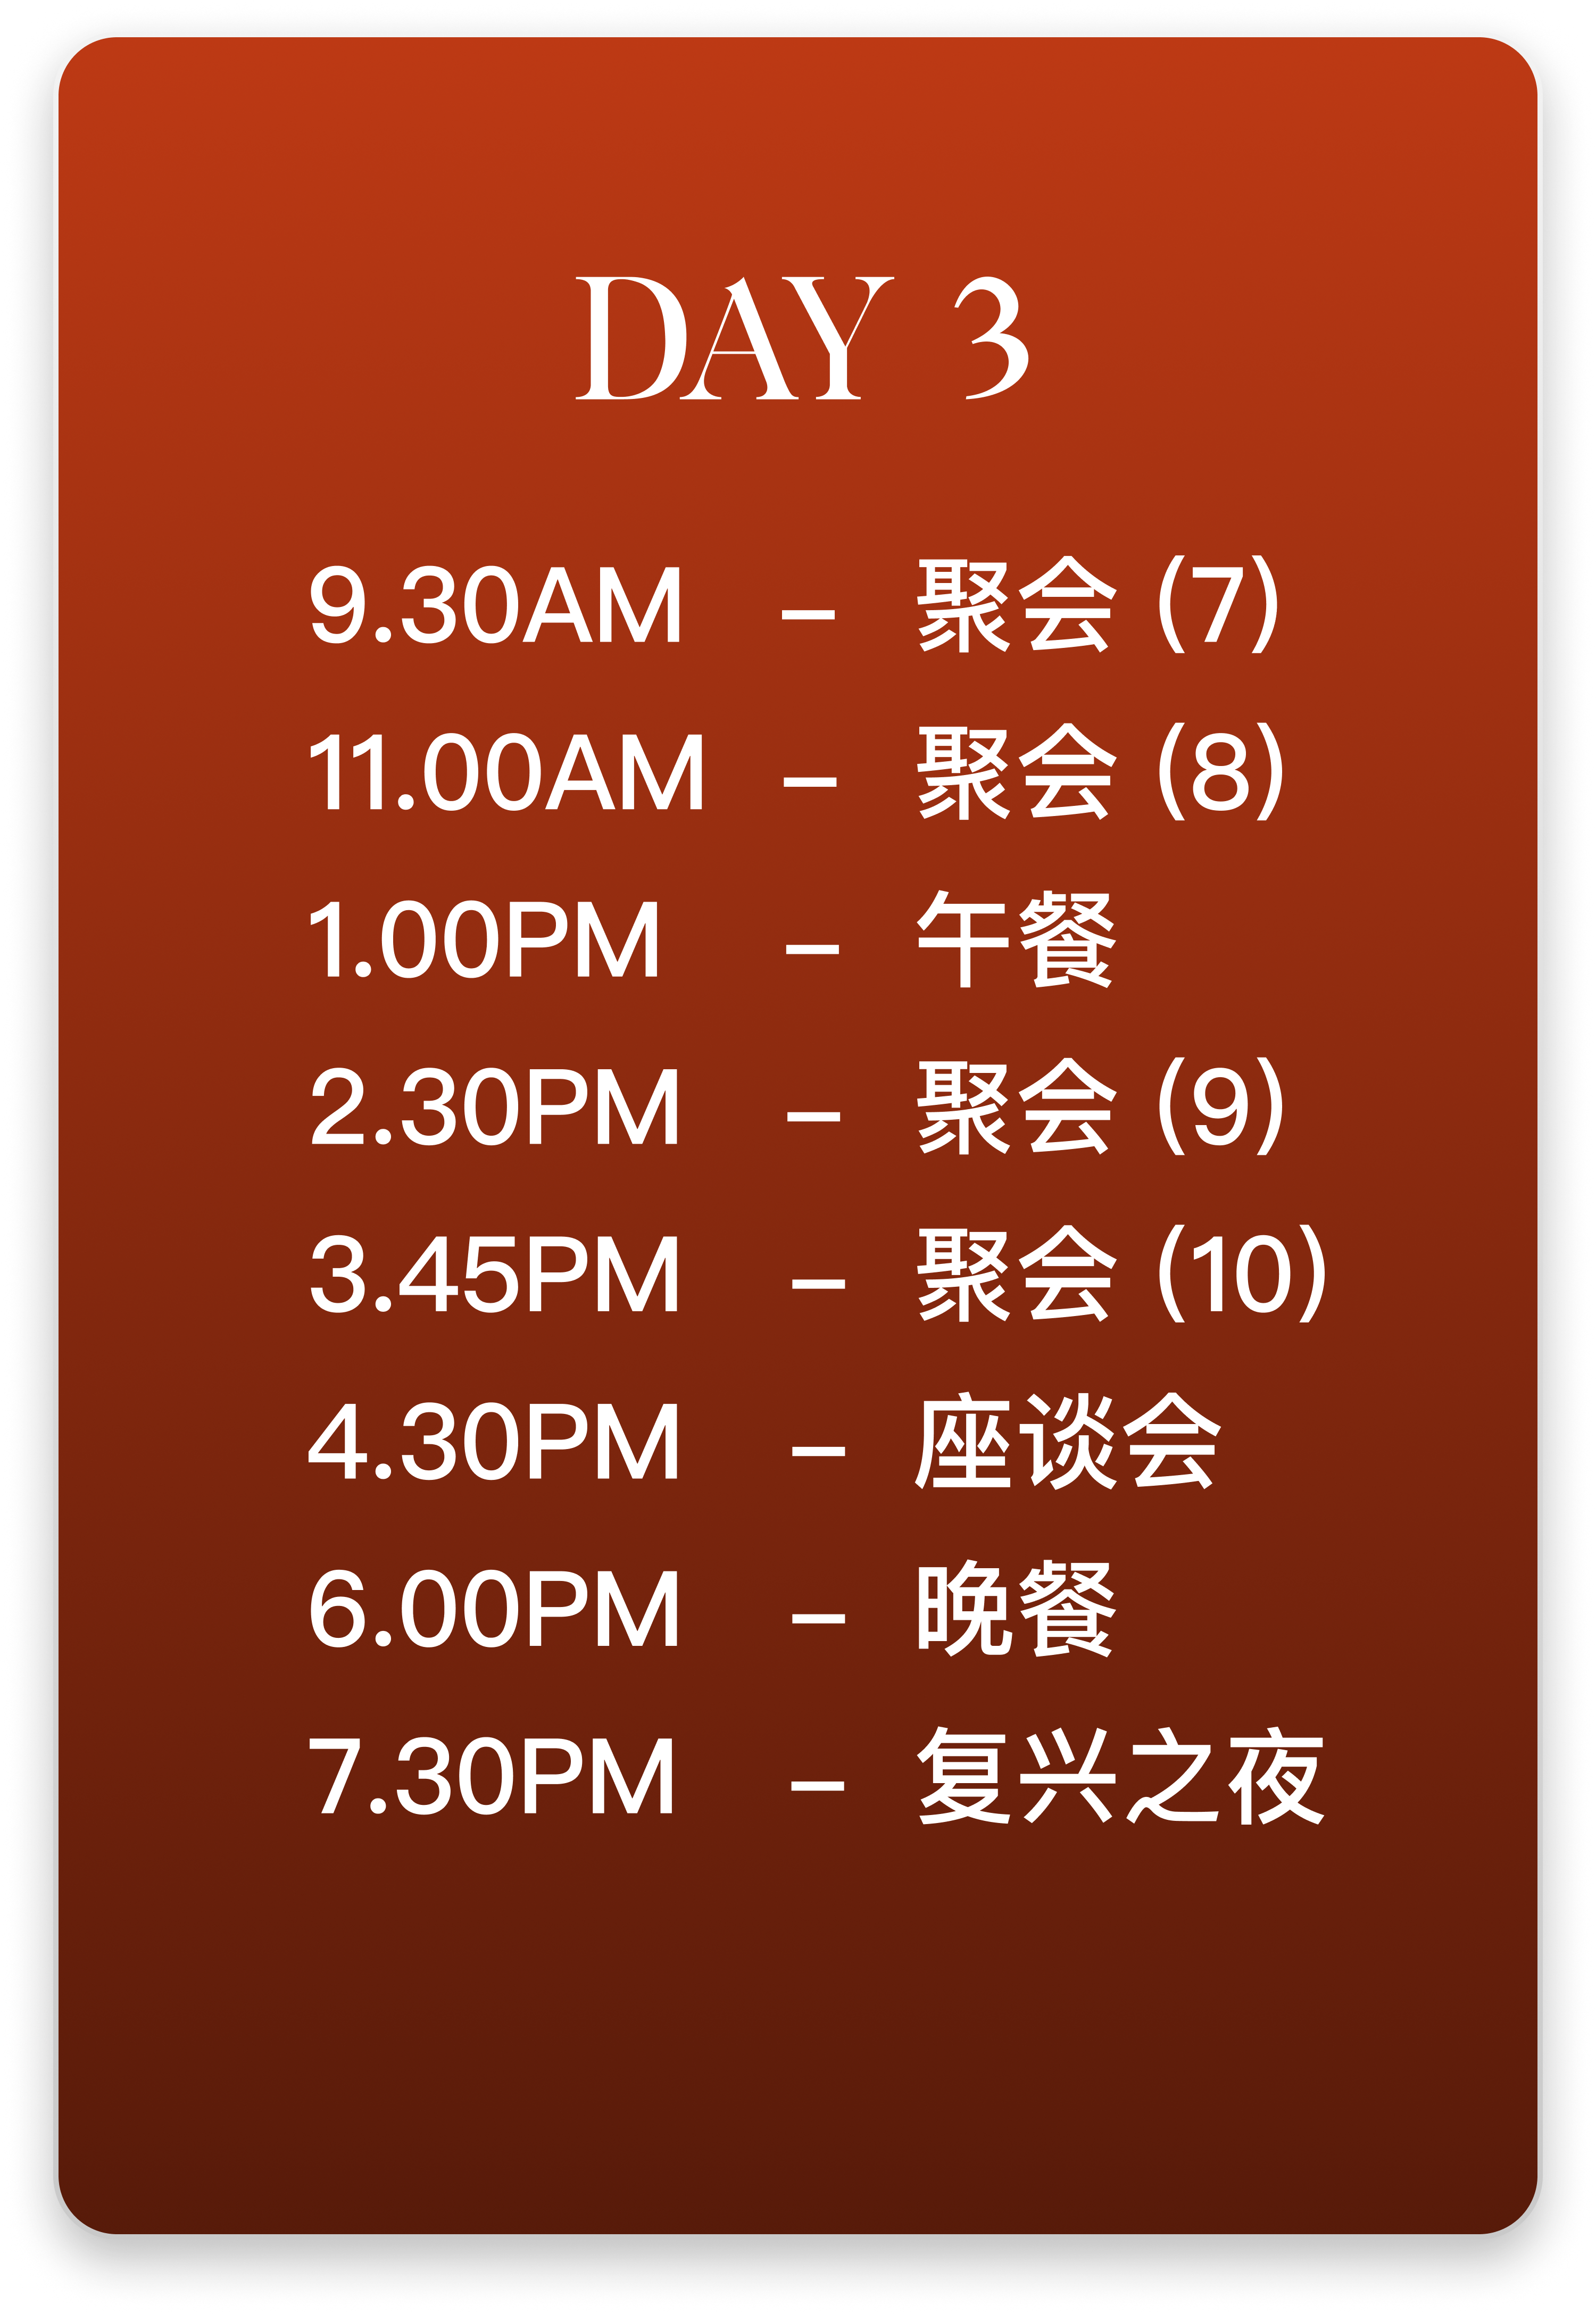 DAY 3
9.30AM – 聚会 (7)
11.00AM – 聚会 (8)
1.00PM – 午餐
2.30PM – 聚会 (9)
3.45PM – 聚会 (10)
4.30PM – 座谈会
6.00PM – 晚餐
7.30PM – 复兴之夜